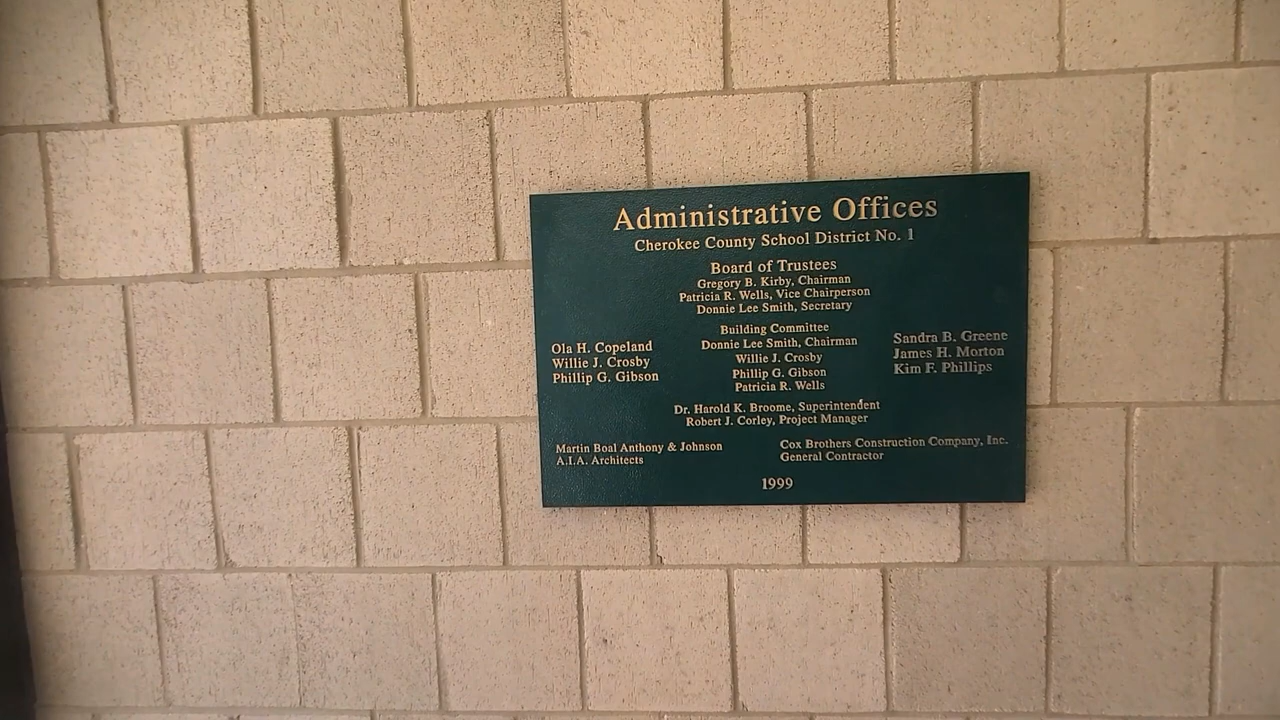 Administrative Offices
Cherokee County School District No. 1
Board of Trustees
Gregory B. Kirby, Chairman
Patricia R. Wells, Vice Chairperson
Donnie Lee Smith, Secretary
Ola H. Copeland
Willie J. Crosby
Phillip G. Gibson
Building Committee
Donnie Lee Smith, Chairman
Willie J. Crosby
Phillip G. Gibson
Patricia R. Wells
Sandra B. Greene
James H. Morton
Kim F. Phillips
Dr. Harold K. Broome, Superintendent
Robert J. Corley, Project Manager
Martin Boal Anthony & Johnson
A.I.A. Architects
Cox Brothers Construction Company, Inc.
General Contractor
1999